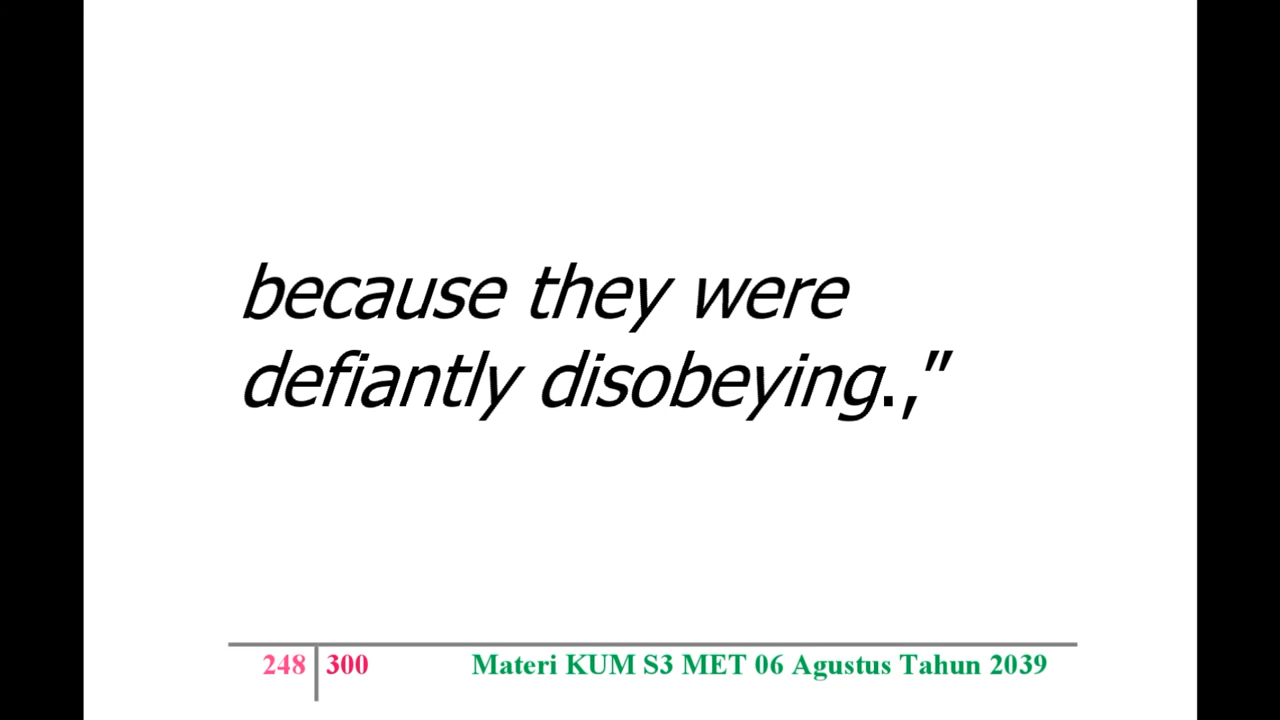 because they were
defiantly disobeying.,”
248 300 Materi KUM S3 MET 06 Agustus Tahun 2039